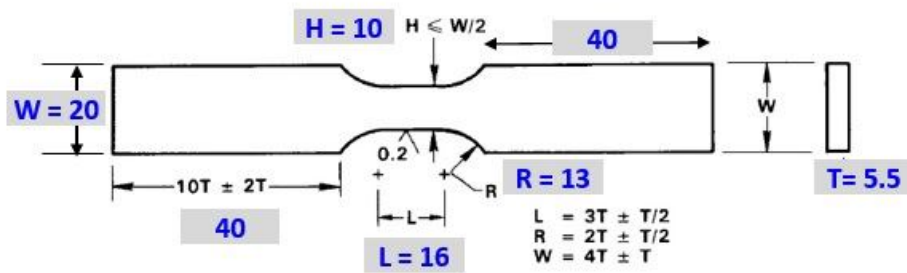 H = 10 H ⩽ W/2 40
W = 20 W
0.2
10T ± 2T R R = 13 T= 5.5
40 L
L = 16
L = 3T ± T/2
R = 2T ± T/2
W = 4T ± T